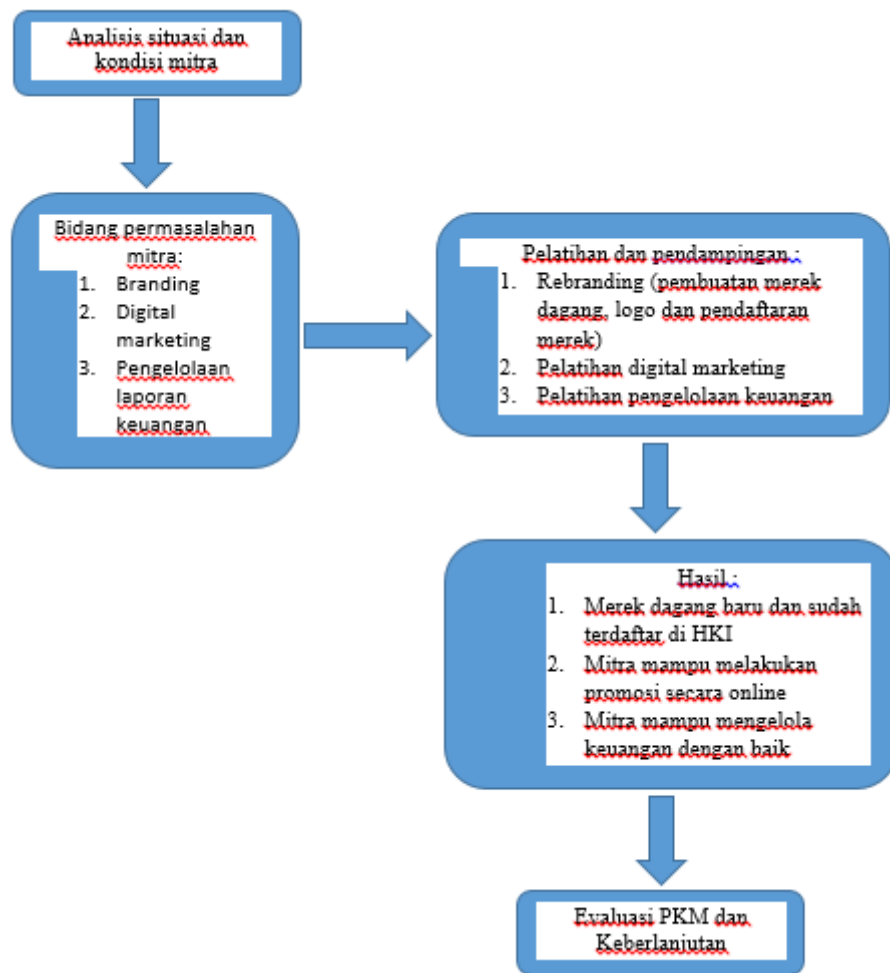 Analisis situasi dan
kondisi mitra
Bidang permasalahan
mitra:
1. Branding
2. Digital
marketing
3. Pengelolaan
laporan
keuangan
Pelatihan dan pendampingan :
1. Rebranding (pembuatan merek
dagang, logo dan pendaftaran
merek)
2. Pelatihan digital marketing
3. Pelatihan pengelolaan keuangan
Hasil :
1. Merek dagang baru dan sudah
terdaftar di HKI
2. Mitra mampu melakukan
promosi secara online
3. Mitra mampu mengelola
keuangan dengan baik
Evaluasi PKM dan
Keberlanjutan